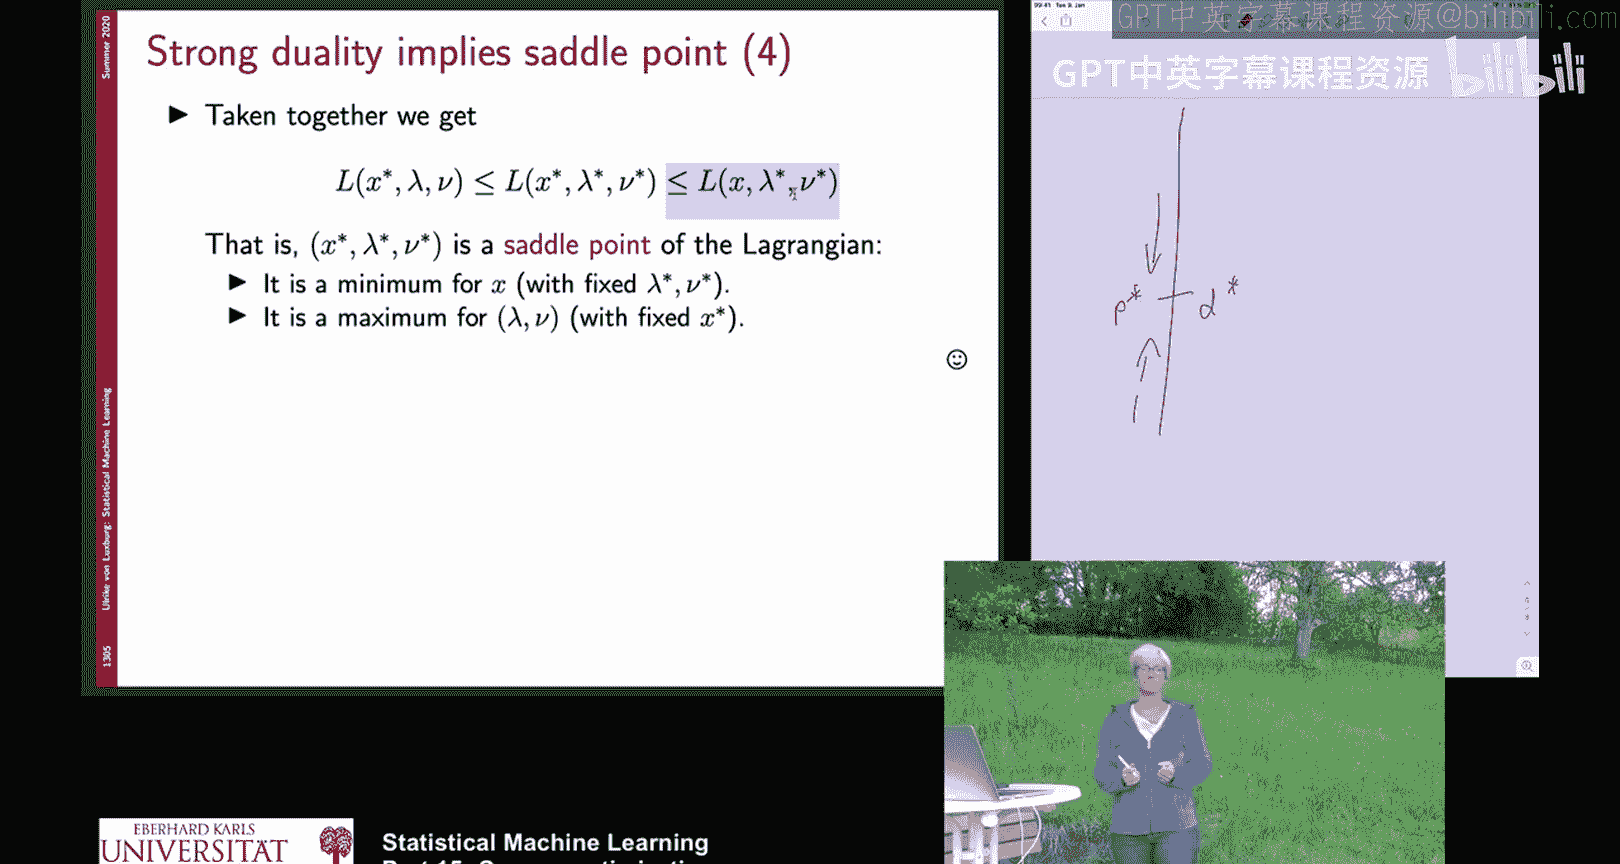 Summer 2020
Strong duality implies saddle point (4)
► Taken together we get
L(x*, λ, ν) ≤ L(x*, λ*, ν*) ≤ L(x, λ*, ν*)
That is, (x*, λ*, ν*) is a saddle point of the Lagrangian:
► It is a minimum for x (with fixed λ*, ν*).
► It is a maximum for (λ, ν) (with fixed x*).
Ulrike von Luxburg: Statistical Machine Learning
1305
GPT中英字幕课程资源@bilibili.com
GPT中英字幕课程资源 bilibili
p* d*
EBERHARD KARLS
UNIVERSITÄT
Statistical Machine Learning